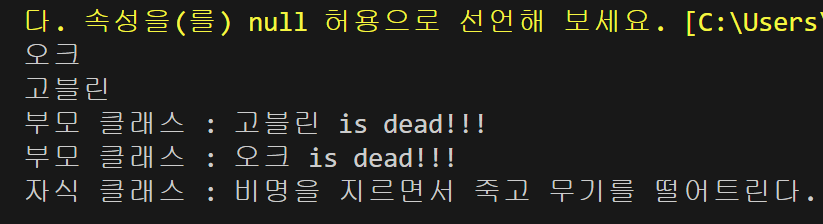 다. 속성을(를) null 허용으로 선언해 보세요. [C:\Users\
오크
고블린
부모 클래스 : 고블린 is dead!!!
부모 클래스 : 오크 is dead!!!
자식 클래스 : 비명을 지르면서 죽고 무기를 떨어트린다.